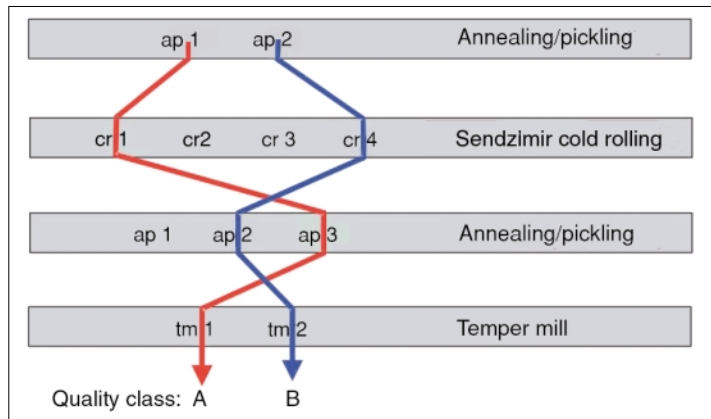 ap 1 ap 2 Annealing/pickling
cr 1 cr2 cr 3 cr 4 Sendzimir cold rolling
ap 1 ap 2 ap 3 Annealing/pickling
tm 1 tm 2 Temper mill
Quality class: A B